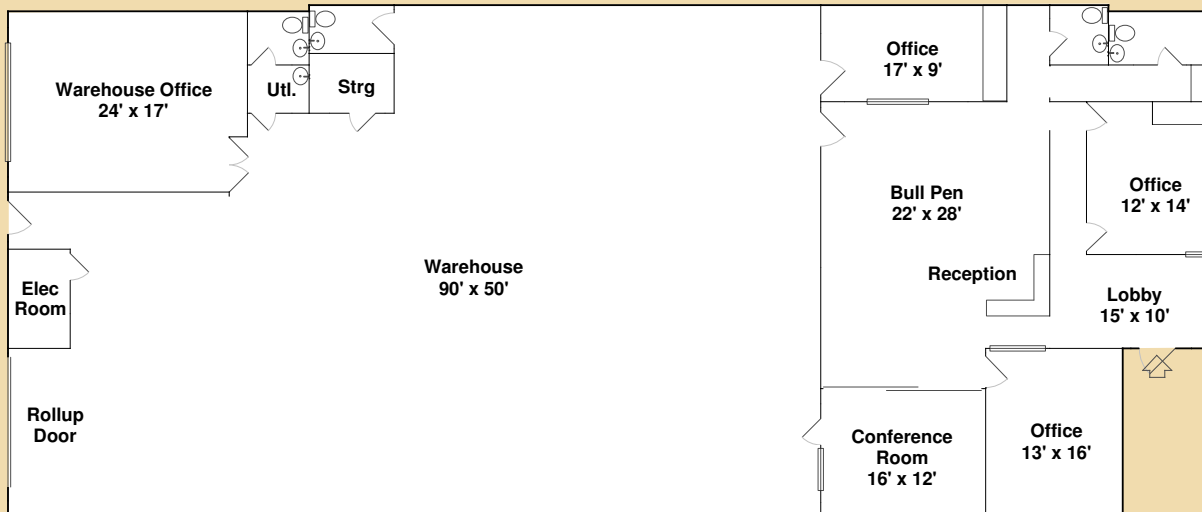 Warehouse Office
24' x 17'
Utl.
Strg
Office
17' x 9'
Bull Pen
22' x 28'
Office
12' x 14'
Warehouse
90' x 50'
Reception
Elec
Room
Lobby
15' x 10'
Rollup
Door
Conference
Room
16' x 12'
Office
13' x 16'